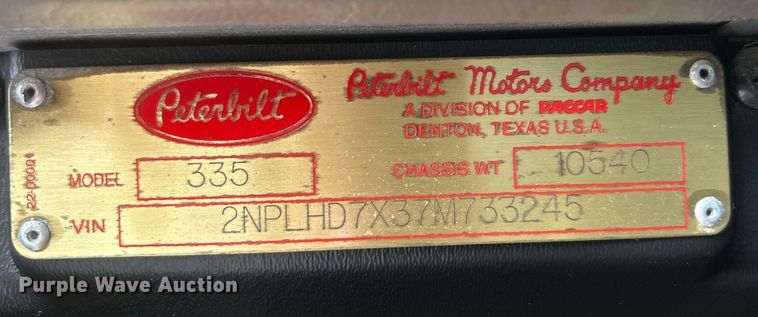 Peterbilt
Peterbilt Motors Company
A DIVISION OF PACCAR
DENTON, TEXAS U.S.A.
MODEL 335
CHASSIS WT 10540
VIN 2NPLHD7X37M733245
22-00091
Purple Wave Auction®